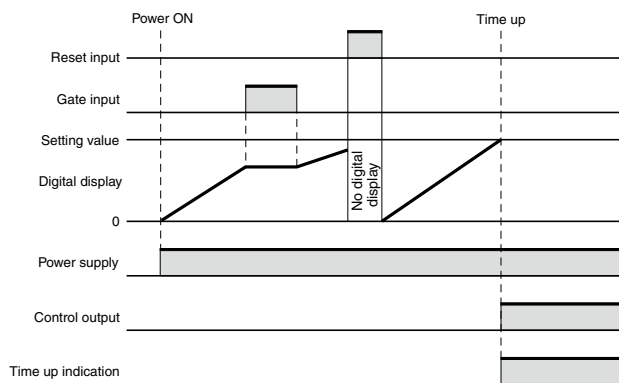 Power ON
Time up
Reset input
Gate input
Setting value
Digital display
No digital
display
0
Power supply
Control output
Time up indication